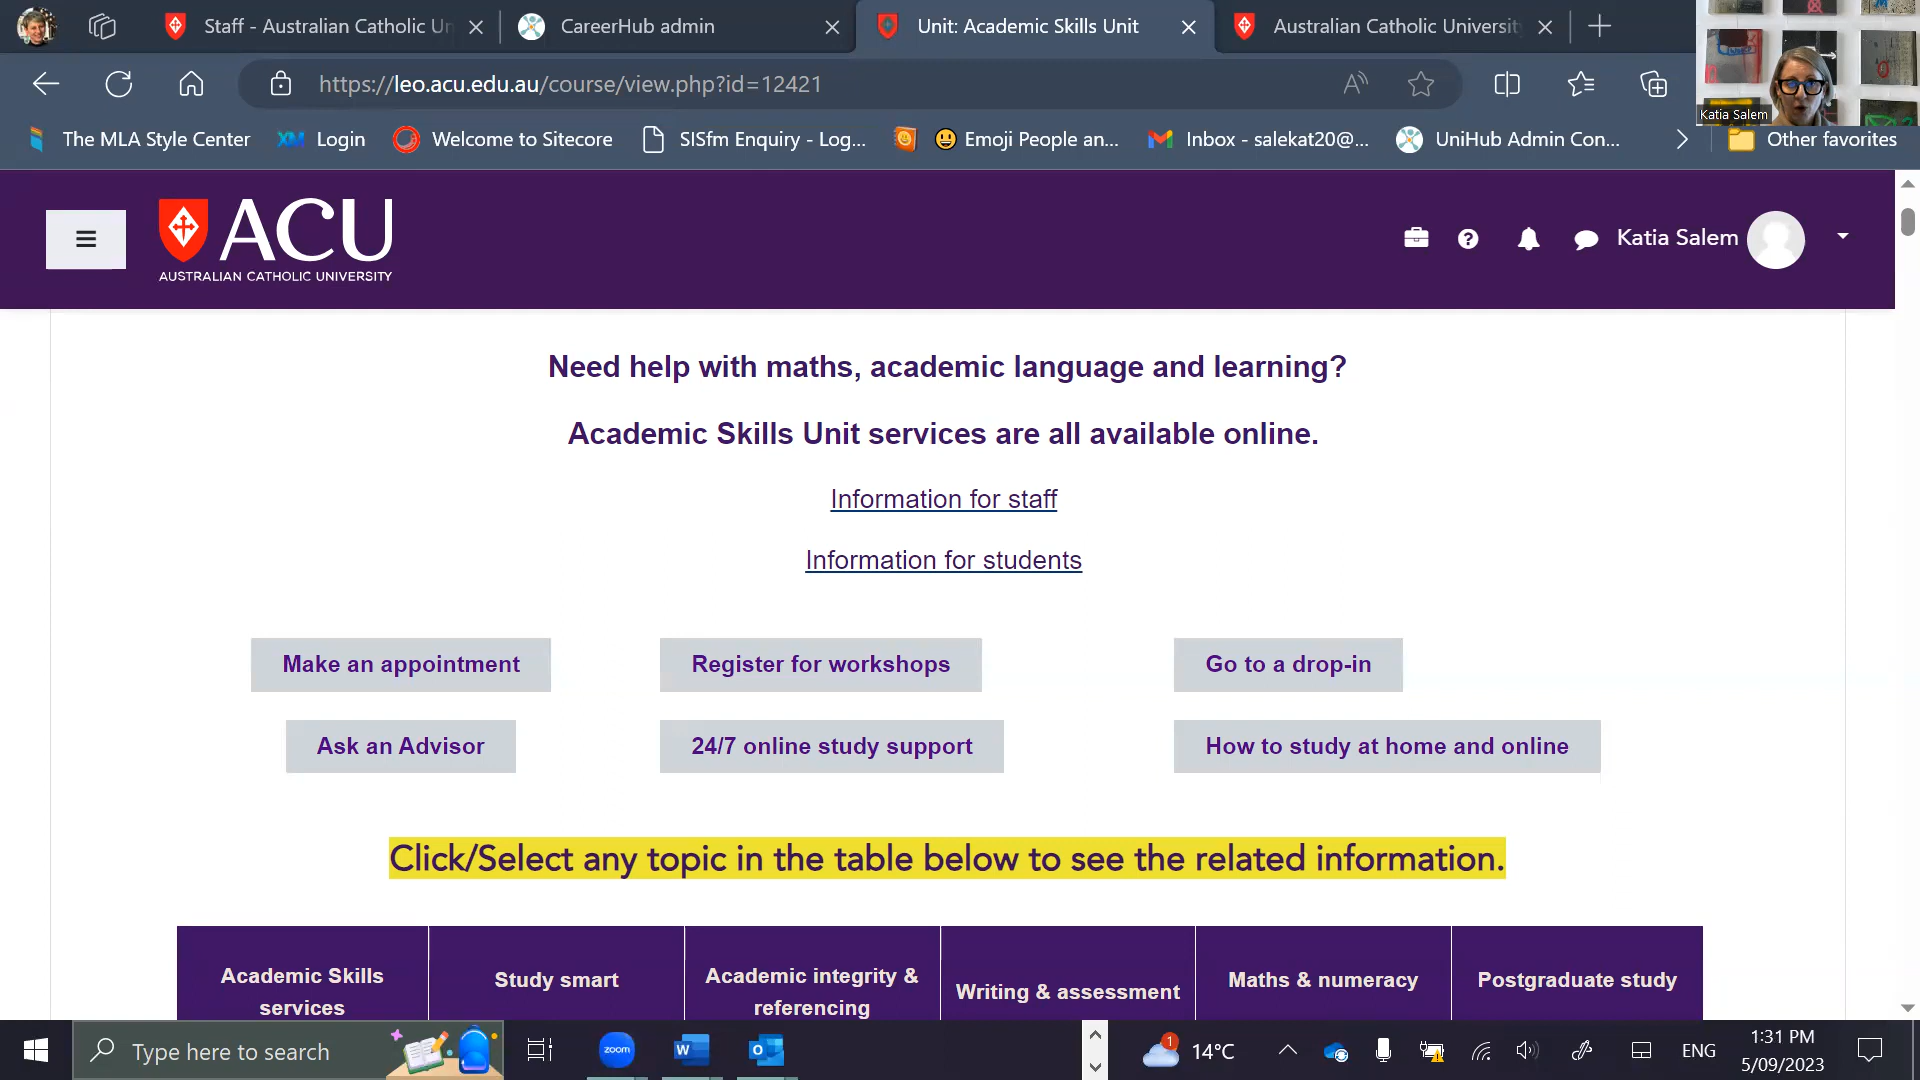 Staff - Australian Catholic Un
CareerHub admin
Unit: Academic Skills Unit
Australian Catholic University
https://leo.acu.edu.au/course/view.php?id=12421
Katia Salem
The MLA Style Center
XM Login
Welcome to Sitecore
SISfm Enquiry - Log...
Emoji People an...
Inbox - salekat20@...
UniHub Admin Con...
Other favorites
ACU
AUSTRALIAN CATHOLIC UNIVERSITY
Katia Salem
Need help with maths, academic language and learning?
Academic Skills Unit services are all available online.
Information for staff
Information for students
Make an appointment
Register for workshops
Go to a drop-in
Ask an Advisor
24/7 online study support
How to study at home and online
Click/Select any topic in the table below to see the related information.
Academic Skills
services
Study smart
Academic integrity &
referencing
Writing & assessment
Maths & numeracy
Postgraduate study
Type here to search
zoom
W
O
1
14°C
ENG
1:31 PM
5/09/2023